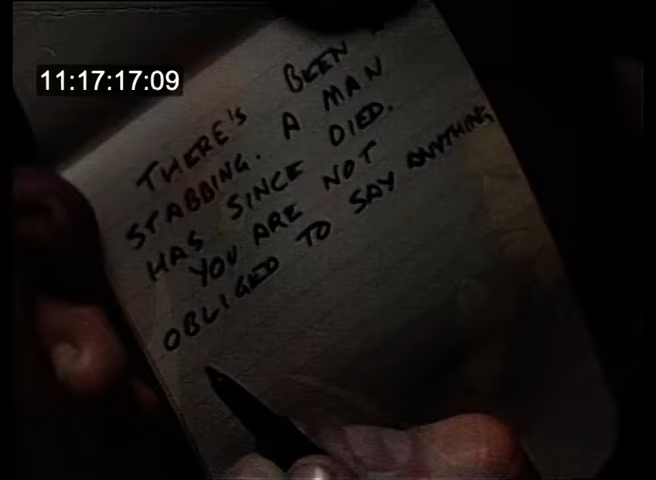 11:17:17:09
THERE'S BEEN
STABBING. A MAN
HAS SINCE DIED.
YOU ARE NOT
OBLIGED TO SAY ANYTHING